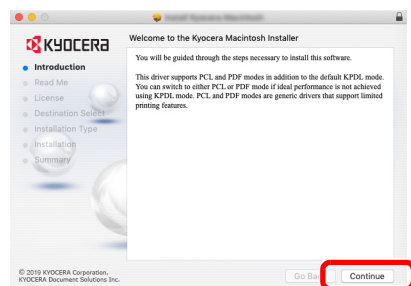 KYOCERA
Welcome to the Kyocera Macintosh Installer
Introduction
Read Me
License
Destination Select
Installation Type
Installation
Summary
You will be guided through the steps necessary to install this software.
This driver supports PCL and PDF modes in addition to the default KPDL mode.
You can switch to either PCL or PDF mode if ideal performance is not achieved
using KPDL mode. PCL and PDF modes are generic drivers that support limited
printing features.
© 2019 KYOCERA Corporation,
KYOCERA Document Solutions Inc.
Go Ba
Continue